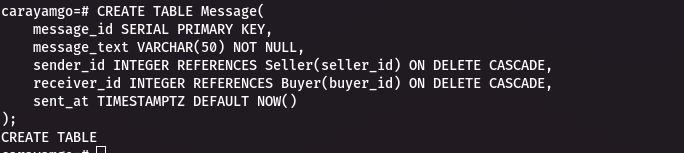 carayamgo=# CREATE TABLE Message(
    message_id SERIAL PRIMARY KEY,
    message_text VARCHAR(50) NOT NULL,
    sender_id INTEGER REFERENCES Seller(seller_id) ON DELETE CASCADE,
    receiver_id INTEGER REFERENCES Buyer(buyer_id) ON DELETE CASCADE,
    sent_at TIMESTAMPTZ DEFAULT NOW()
);
CREATE TABLE
carayamgo=#